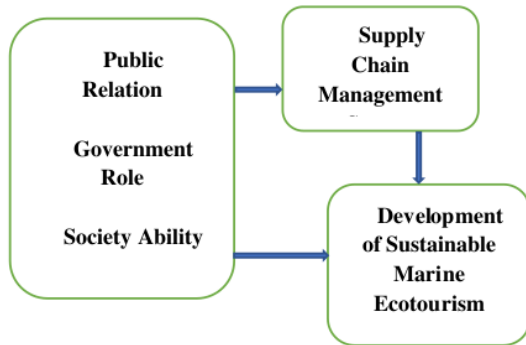 Public
Relation
Government
Role
Society Ability
Supply
Chain
Management
Development
of Sustainable
Marine
Ecotourism